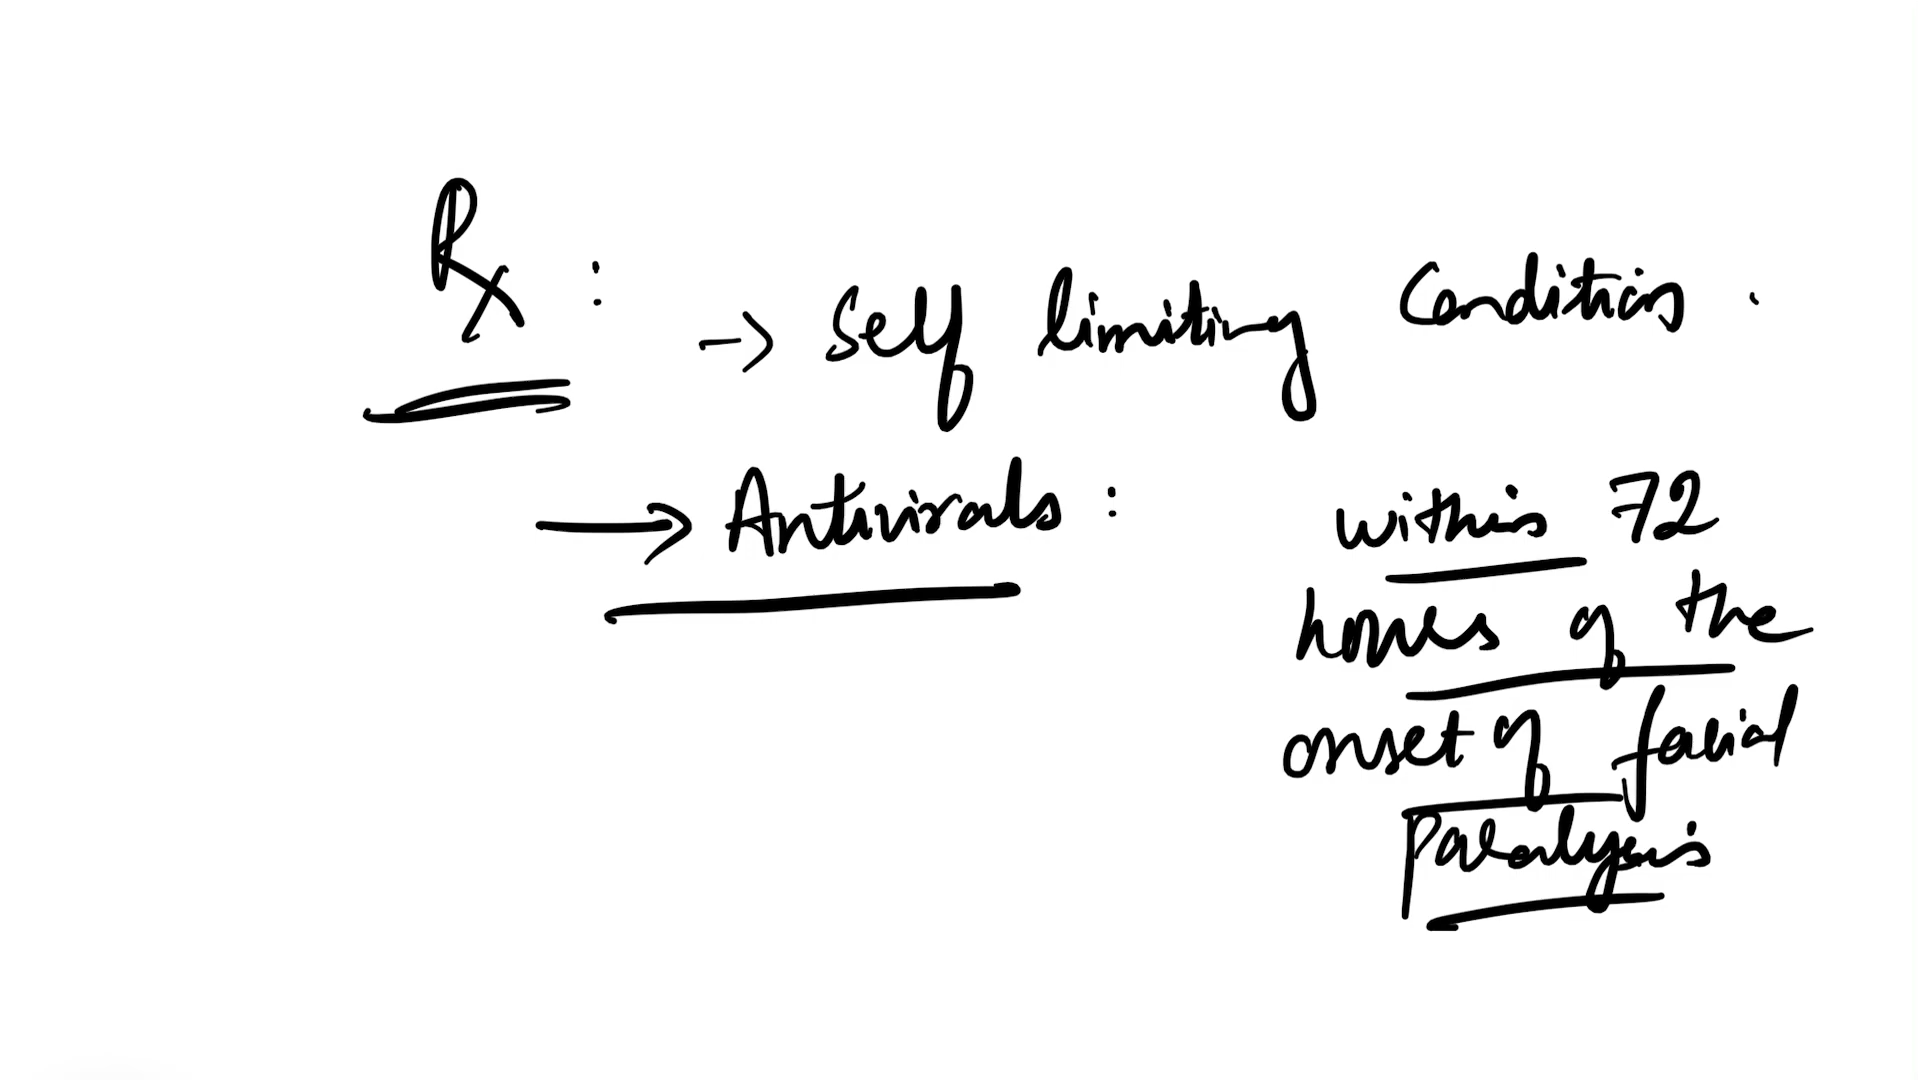 Rx :
→ Self limiting Condition .
→ Antivirals : within 72
hours of the
onset of facial
paralysis